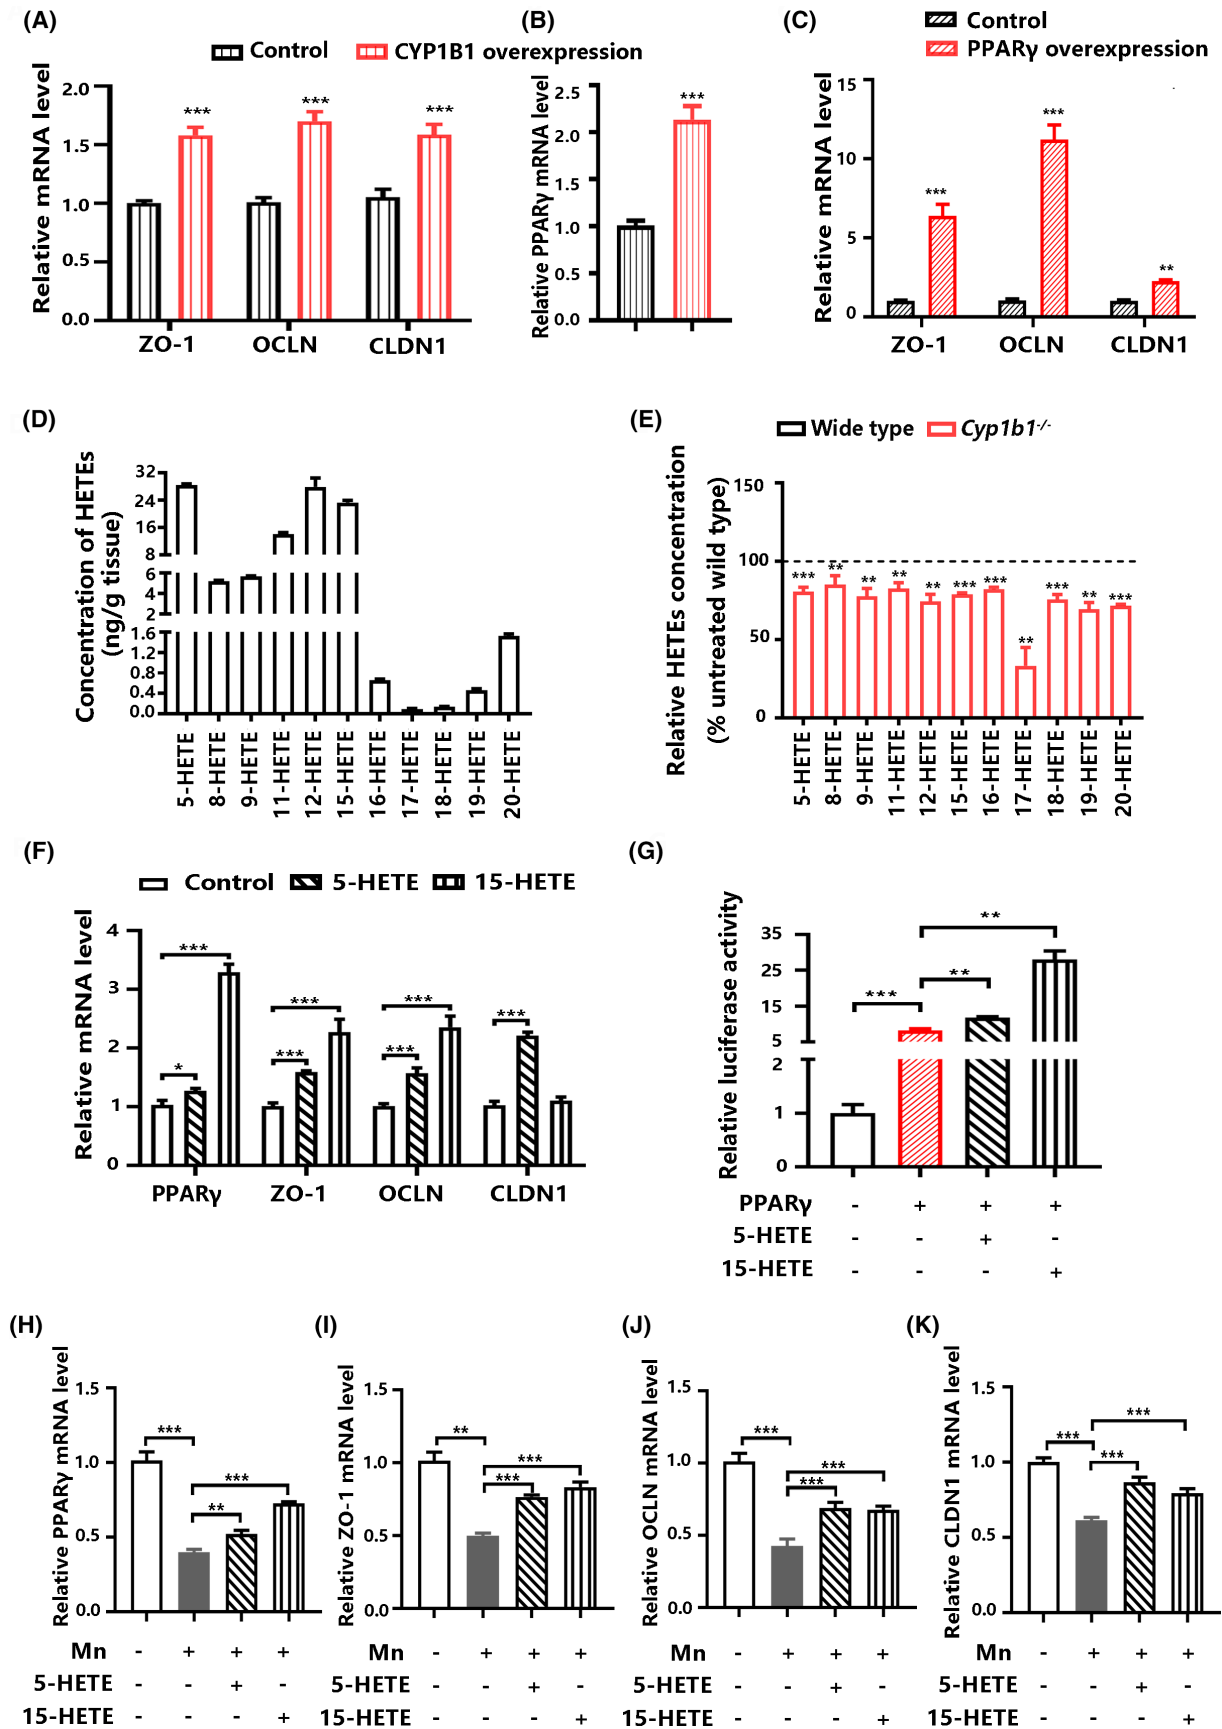 (A)
Control CYP1B1 overexpression
Relative mRNA level
2.0
1.5
1.0
0.5
0.0
*** *** ***
ZO-1 OCLN CLDN1
(B)
Relative PPARγ mRNA level
2.5
2.0
1.5
1.0
0.5
0.0
***
(C)
Control
PPARγ overexpression
Relative mRNA level
15
10
5
0
*** *** **
ZO-1 OCLN CLDN1
(D)
Concentration of HETEs
(ng/g tissue)
32
24
16
8
6
4
2
1.6
1.2
0.8
0.4
0.0
5-HETE 8-HETE 9-HETE 11-HETE 12-HETE 15-HETE 16-HETE 17-HETE 18-HETE 19-HETE 20-HETE
(E)
Wide type Cyp1b1-/-
Relative HETEs concentration
(% untreated wild type)
150
100
50
0
*** ** ** ** ** *** *** ** *** ** ***
5-HETE 8-HETE 9-HETE 11-HETE 12-HETE 15-HETE 16-HETE 17-HETE 18-HETE 19-HETE 20-HETE
(F)
Control 5-HETE 15-HETE
Relative mRNA level
4
3
2
1
0
*** * *** *** *** *** ***
PPARγ ZO-1 OCLN CLDN1
(G)
Relative luciferase activity
35
25
15
5
2
1
0
*** ** **
PPARγ - + + +
5-HETE - - + -
15-HETE - - - +
(H)
Relative PPARγ mRNA level
1.5
1.0
0.5
0.0
*** *** **
Mn - + + +
5-HETE - - + -
15-HETE - - - +
(I)
Relative ZO-1 mRNA level
1.5
1.0
0.5
0.0
** *** ***
- + + +
5-HETE - - + -
15-HETE - - - +
(J)
Relative OCLN mRNA level
1.5
1.0
0.5
0.0
*** *** ***
Mn - + + +
5-HETE - - + -
15-HETE - - - +
(K)
Relative CLDN1 mRNA level
1.5
1.0
0.5
0.0
*** *** ***
Mn - + + +
5-HETE - - + -
15-HETE - - - +